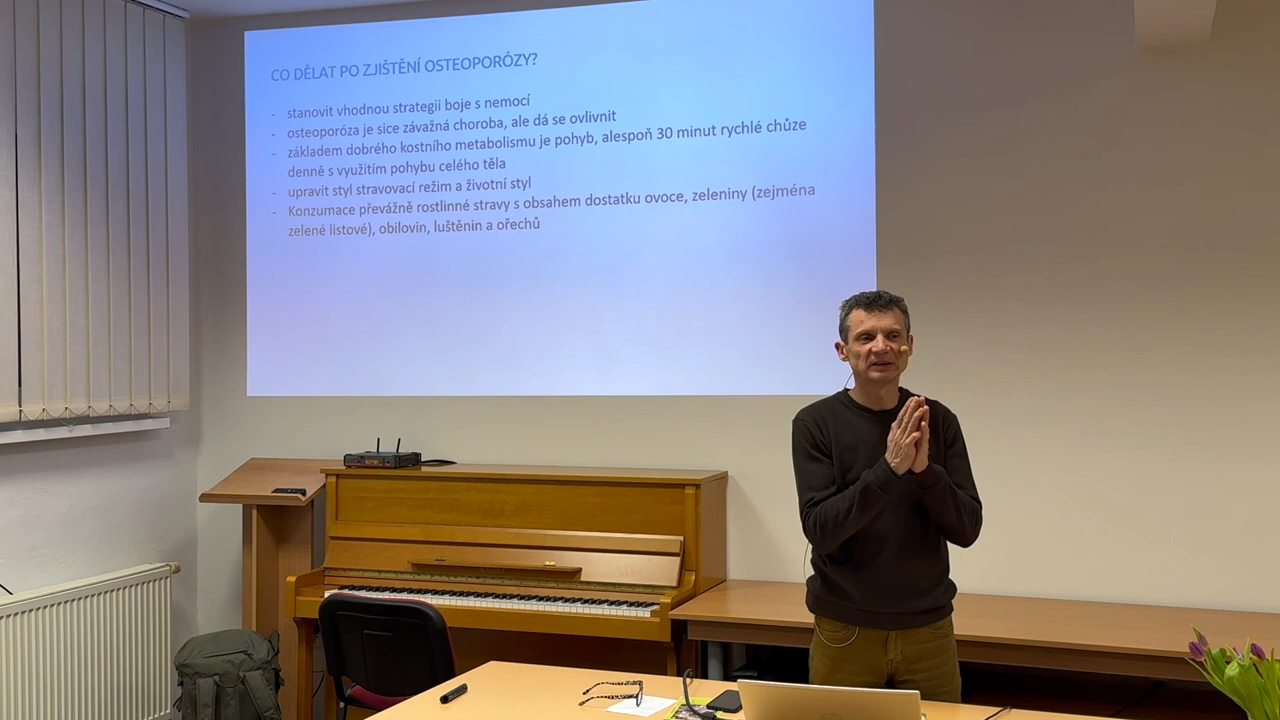 CO DĚLAT PO ZJIŠTĚNÍ OSTEOPORÓZY?
- stanovit vhodnou strategii boje s nemocí
- osteoporóza je sice závažná choroba, ale dá se ovlivnit
- základem dobrého kostního metabolismu je pohyb, alespoň 30 minut rychlé chůze
denně s využitím pohybu celého těla
- upravit styl stravovací režim a životní styl
- Konzumace převážně rostlinné stravy s obsahem dostatku ovoce, zeleniny (zejména
zelené listové), obilovin, luštěnin a ořechů